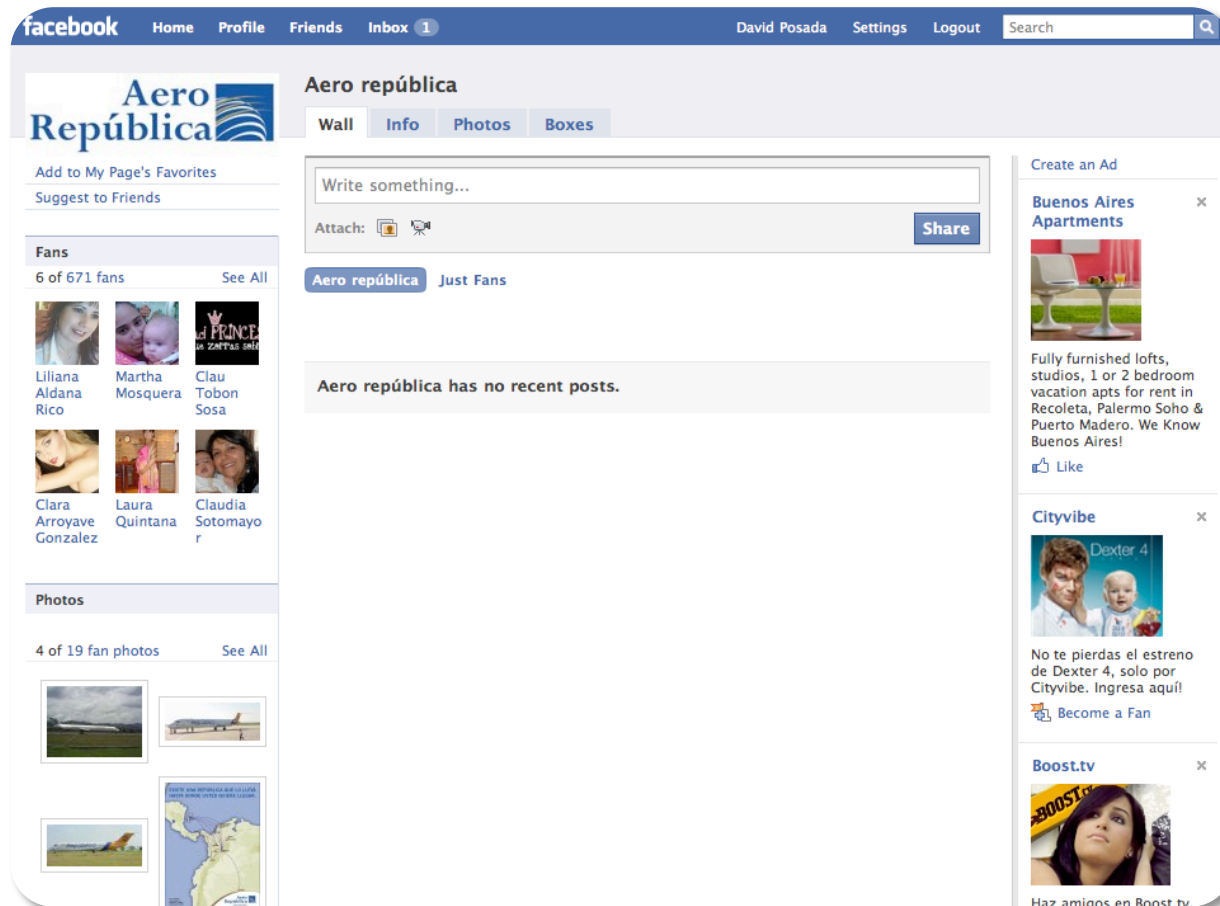 facebook Home Profile Friends Inbox 1 David Posada Settings Logout Search
Aero
República
Add to My Page's Favorites
Suggest to Friends
Fans
6 of 671 fans See All
Liliana
Aldana
Rico
Martha
Mosquera
Clau
Tobon
Sosa
Clara
Arroyave
Gonzalez
Laura
Quintana
Claudia
Sotomayo
r
Photos
4 of 19 fan photos See All
Aero república
Wall Info Photos Boxes
Write something...
Attach:
Share
Aero república Just Fans
Aero república has no recent posts.
Create an Ad
Buenos Aires
Apartments
Fully furnished lofts,
studios, 1 or 2 bedroom
vacation apts for rent in
Recoleta, Palermo Soho &
Puerto Madero. We Know
Buenos Aires!
Like
Cityvibe
Dexter 4
No te pierdas el estreno
de Dexter 4, solo por
Cityvibe. Ingresa aquí!
Become a Fan
Boost.tv
BOOST
Haz amigos en Boost.tv